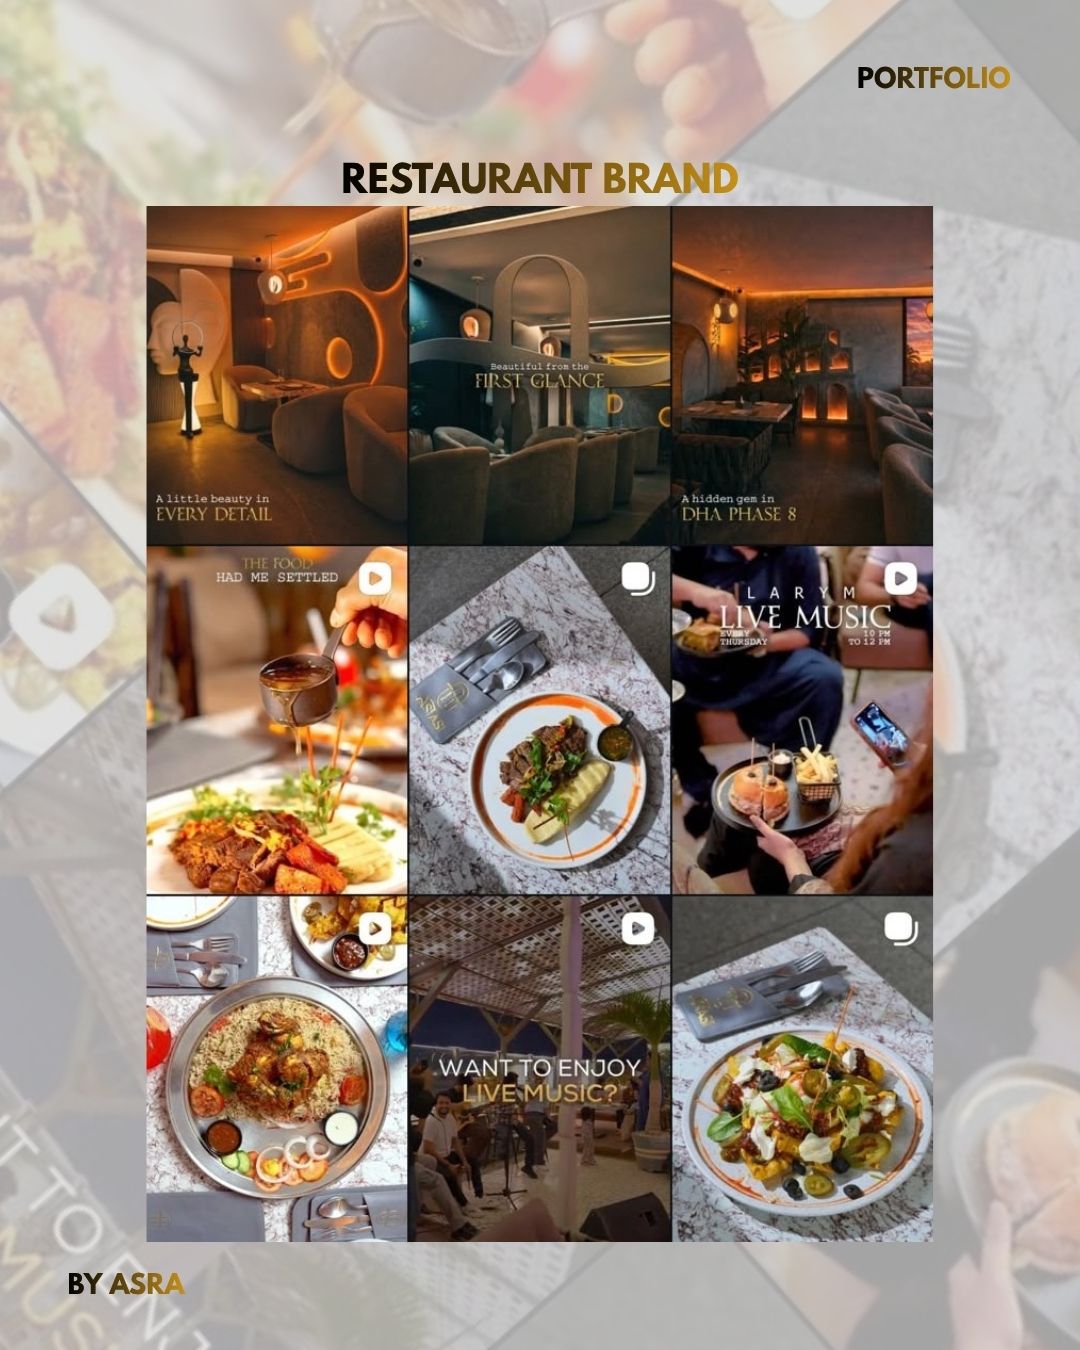 PORTFOLIO
RESTAURANT BRAND
A little beauty in
EVERY DETAIL
Beautiful from the
FIRST GLANCE
A hidden gem in
DHA PHASE 8
THE FOOD
HAD ME SETTLED
LARYM
LIVE MUSIC
EVERY
THURSDAY
10 PM
TO 12 PM
WANT TO ENJOY
LIVE MUSIC?
BY ASRA